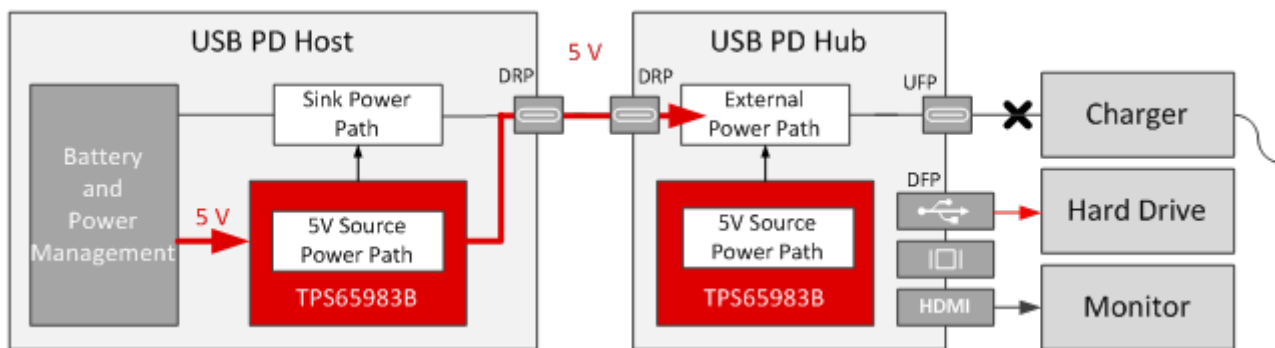 USB PD Host
5 V
USB PD Hub
DRP
DRP
UFP
Sink Power
Path
External
Power Path
Charger
Battery
and
Power
Management
5 V
5V Source
Power Path
TPS65983B
5V Source
Power Path
TPS65983B
DFP
Hard Drive
HDMI
Monitor